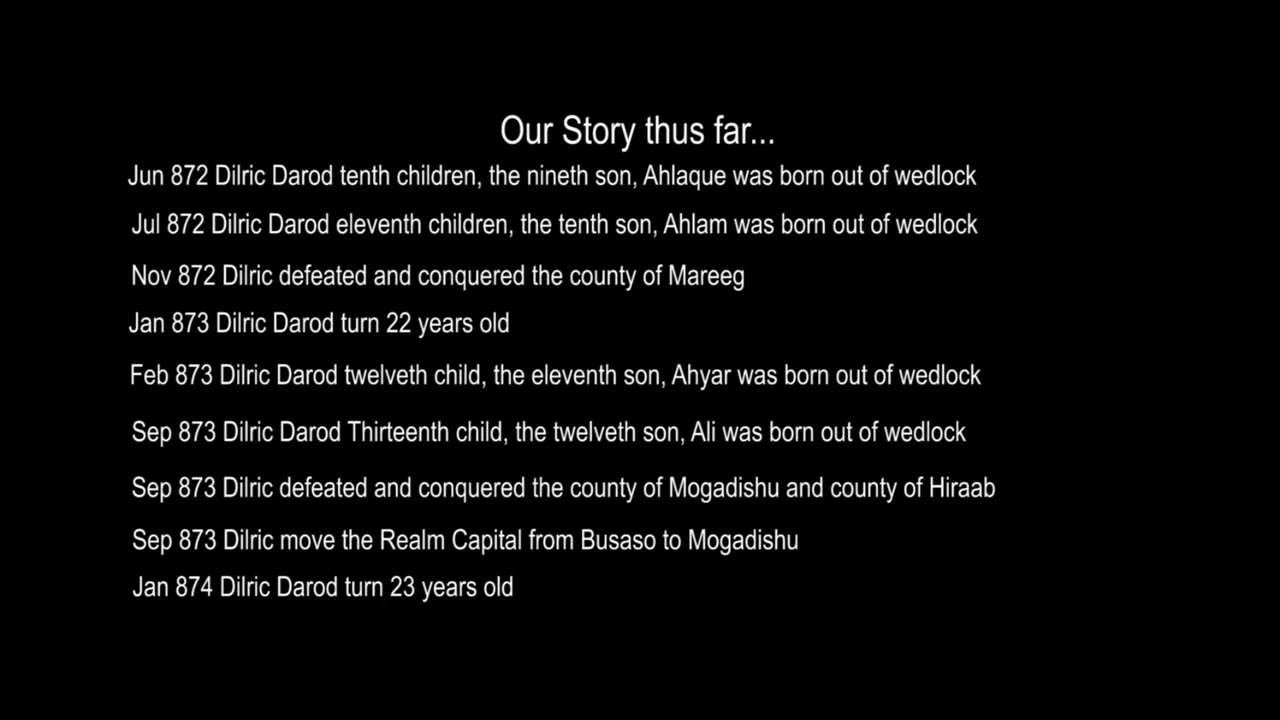 Our Story thus far...
Jun 872 Dilric Darod tenth children, the nineth son, Ahlaque was born out of wedlock
Jul 872 Dilric Darod eleventh children, the tenth son, Ahlam was born out of wedlock
Nov 872 Dilric defeated and conquered the county of Mareeg
Jan 873 Dilric Darod turn 22 years old
Feb 873 Dilric Darod twelveth child, the eleventh son, Ahyar was born out of wedlock
Sep 873 Dilric Darod Thirteenth child, the twelveth son, Ali was born out of wedlock
Sep 873 Dilric defeated and conquered the county of Mogadishu and county of Hiraab
Sep 873 Dilric move the Realm Capital from Busaso to Mogadishu
Jan 874 Dilric Darod turn 23 years old